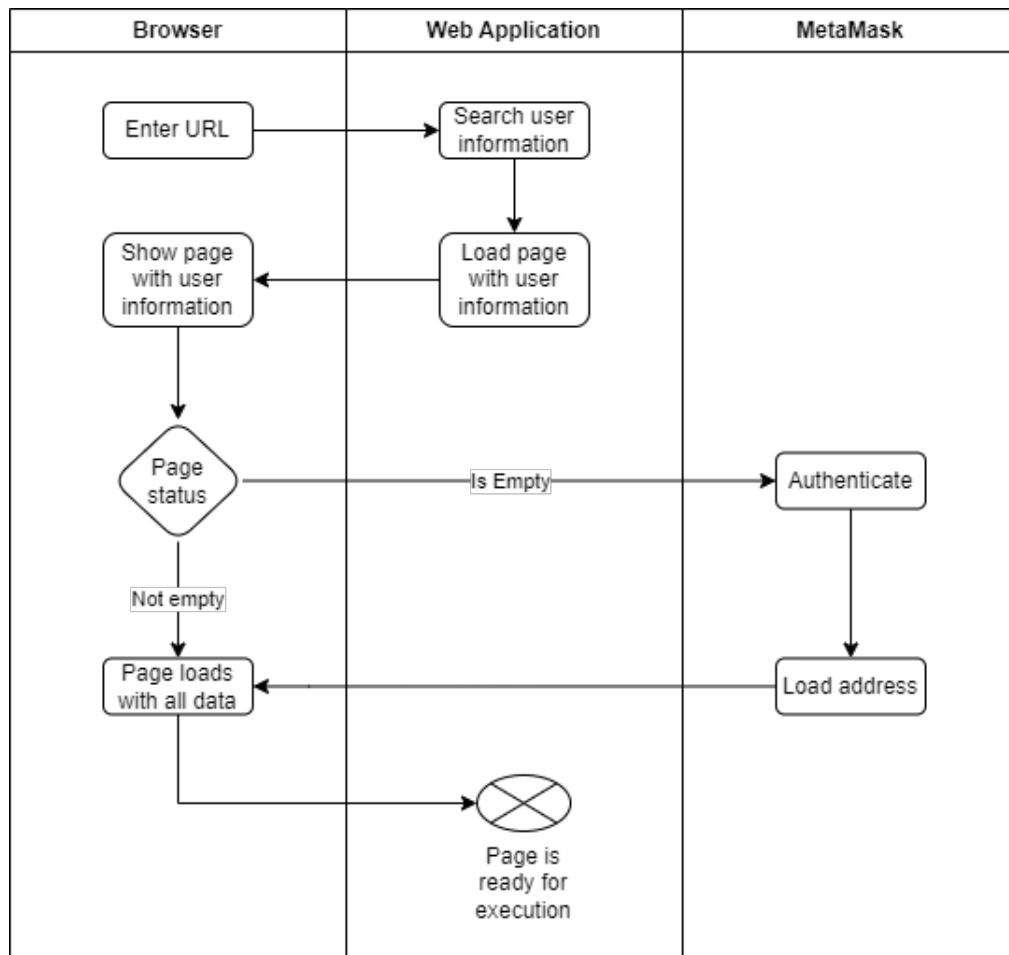 Browser
Web Application
MetaMask
Enter URL
Search user
information
Show page
with user
information
Load page
with user
information
Page
status
Is Empty
Authenticate
Not empty
Page loads
with all data
Load address
Page is
ready for
execution